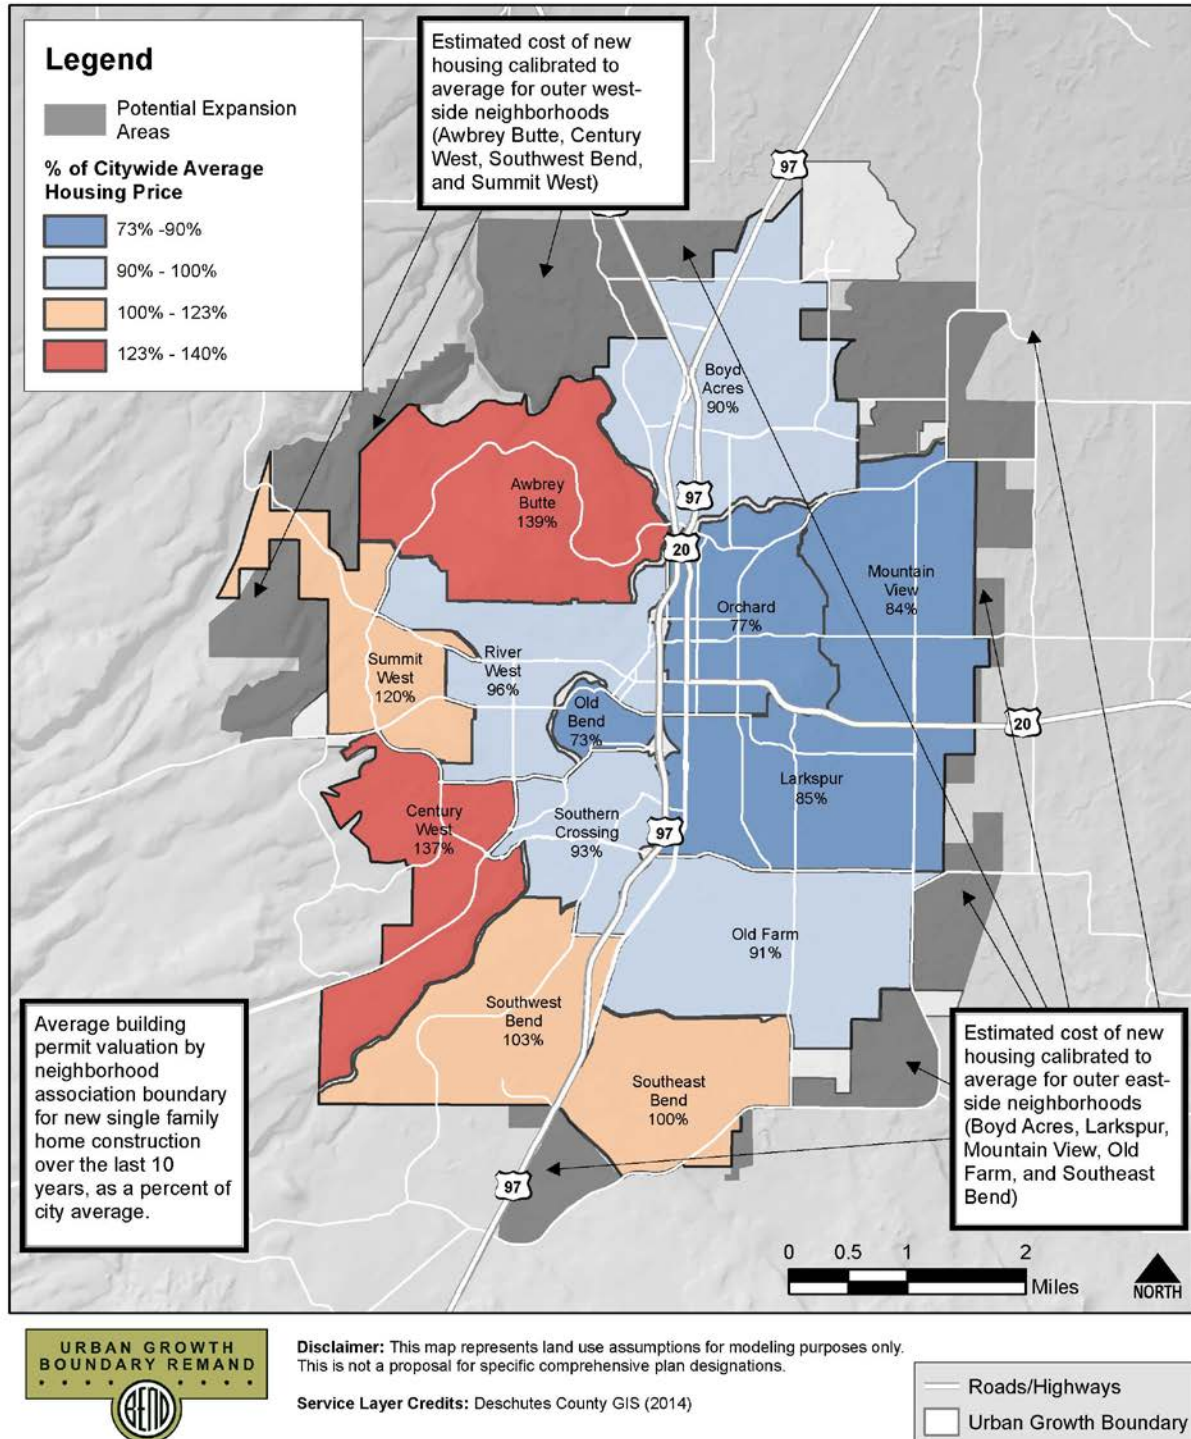 Legend
Potential Expansion
Areas
% of Citywide Average
Housing Price
73% -90%
90% - 100%
100% - 123%
123% - 140%
Estimated cost of new
housing calibrated to
average for outer west-
side neighborhoods
(Awbrey Butte, Century
West, Southwest Bend,
and Summit West)
97
Boyd
Acres
90%
Awbrey
Butte
139%
97
20
Mountain
View
84%
Orchard
77%
Summit
West
120%
River
West
96%
Old
Bend
73%
20
Larkspur
85%
Century
West
137%
Southern
Crossing
93%
97
Old Farm
91%
Southwest
Bend
103%
Southeast
Bend
100%
97
Average building
permit valuation by
neighborhood
association boundary
for new single family
home construction
over the last 10
years, as a percent of
city average.
Estimated cost of new
housing calibrated to
average for outer east-
side neighborhoods
(Boyd Acres, Larkspur,
Mountain View, Old
Farm, and Southeast
Bend)
0 0.5 1 2
Miles
NORTH
URBAN GROWTH
BOUNDARY REMAND
BEND
Disclaimer: This map represents land use assumptions for modeling purposes only.
This is not a proposal for specific comprehensive plan designations.
Service Layer Credits: Deschutes County GIS (2014)
Roads/Highways
Urban Growth Boundary